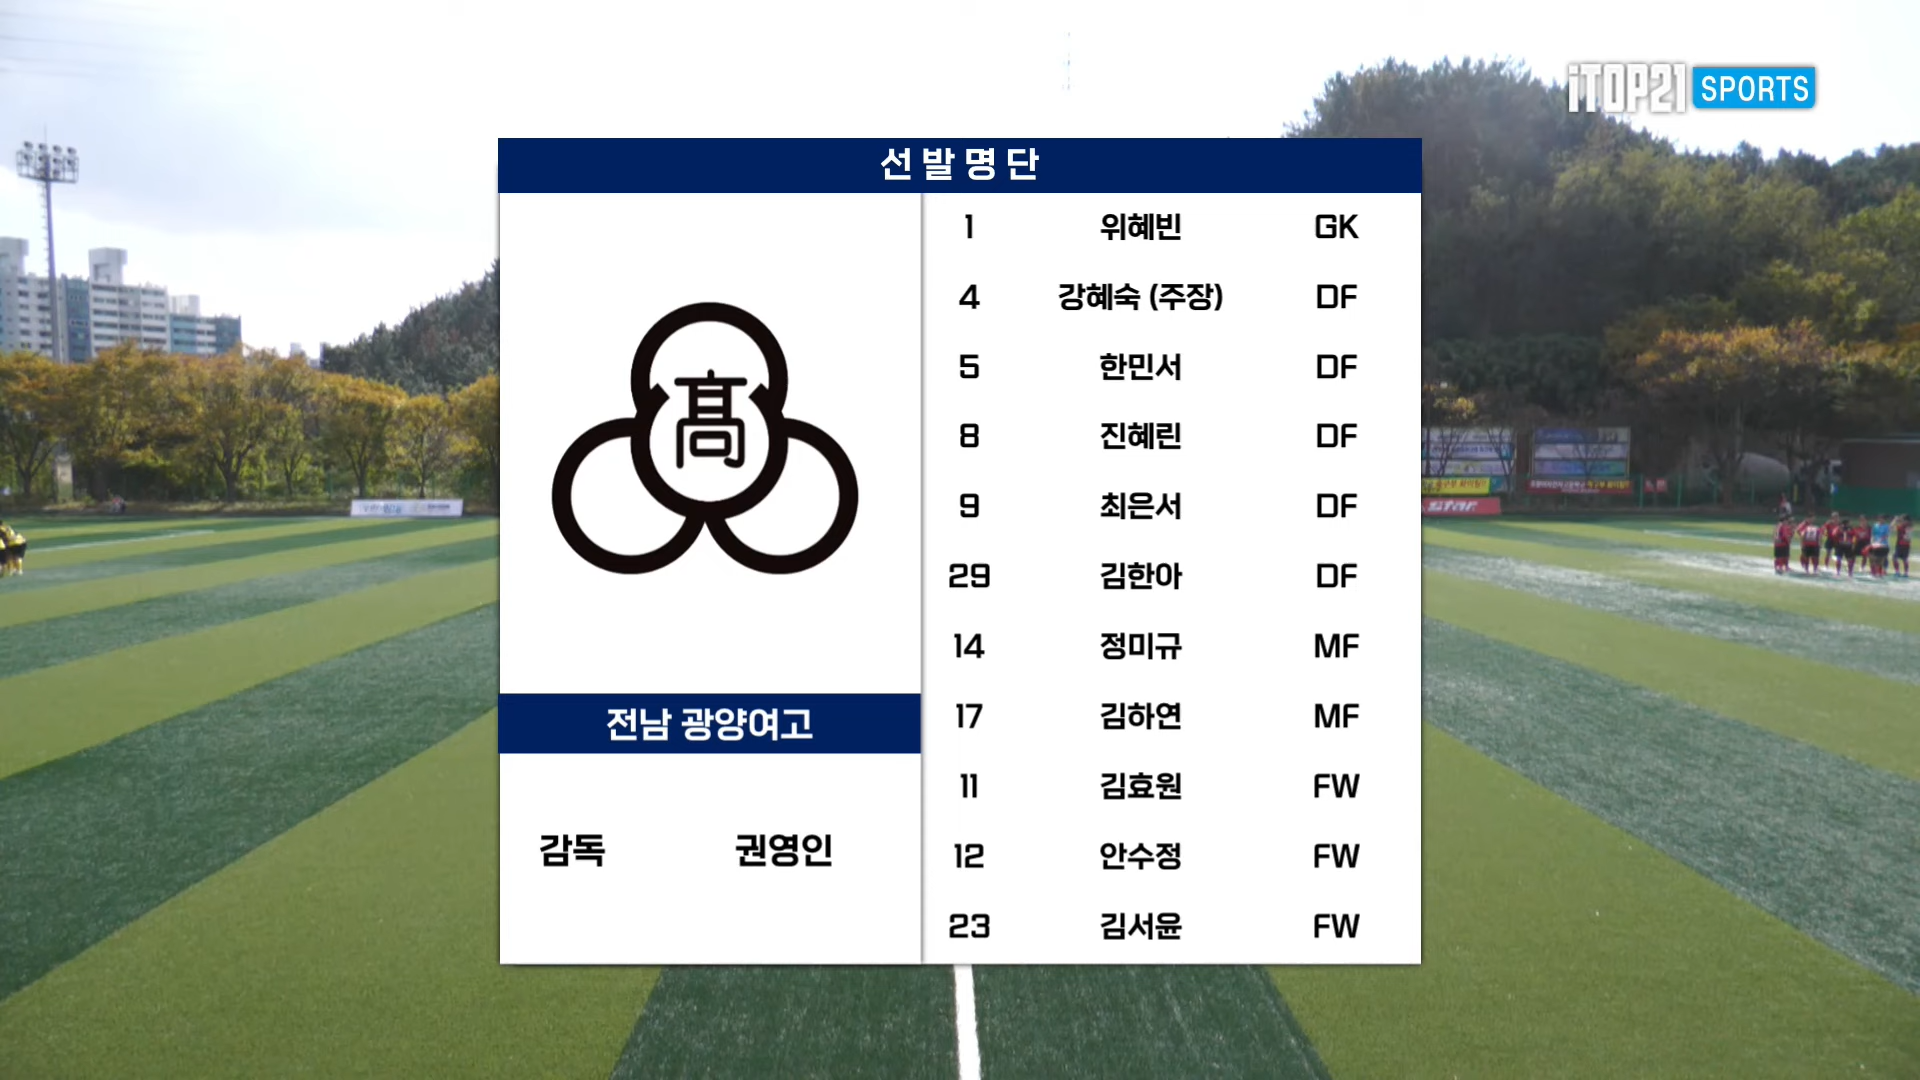 iTOP21 SPORTS
선발명단
高
전남 광양여고
감독 권영인
1 위혜빈 GK
4 강혜숙 (주장) DF
5 한민서 DF
8 진혜린 DF
9 최은서 DF
29 김한아 DF
14 정미규 MF
17 김하연 MF
11 김효원 FW
12 안수정 FW
23 김서윤 FW